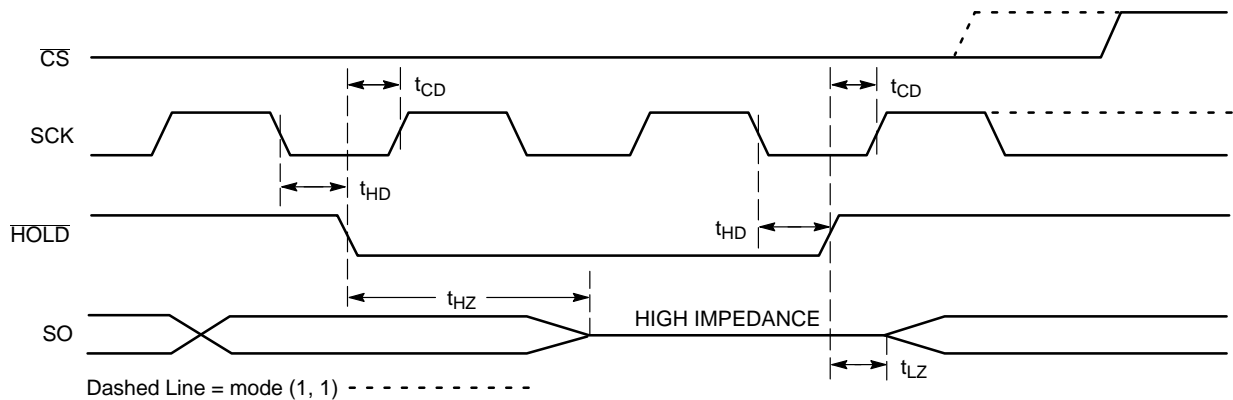 CS
tCD
tCD
SCK
tHD
HOLD
tHD
tHZ
SO
HIGH IMPEDANCE
tLZ
Dashed Line = mode (1, 1)